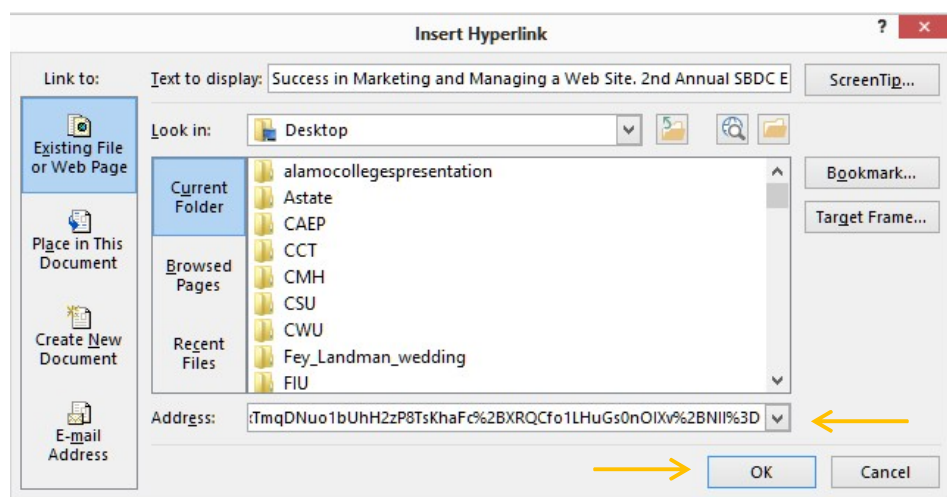 Insert Hyperlink
? ×
Link to:
Text to display: Success in Marketing and Managing a Web Site. 2nd Annual SBDC E
ScreenTip...
Existing File
or Web Page
Look in: Desktop
Current
Folder
alamocollegespresentation
Astate
CAEP
CCT
CMH
CSU
CWU
Fey_Landman_wedding
FIU
Bookmark...
Target Frame...
Place in This
Document
Browsed
Pages
Create New
Document
Recent
Files
E-mail
Address
Address: :TmqDNuo1bUhH2zP8TsKhaFc%2BXRQCfo1LHuGs0nOIXv%2BNII%3D
OK
Cancel